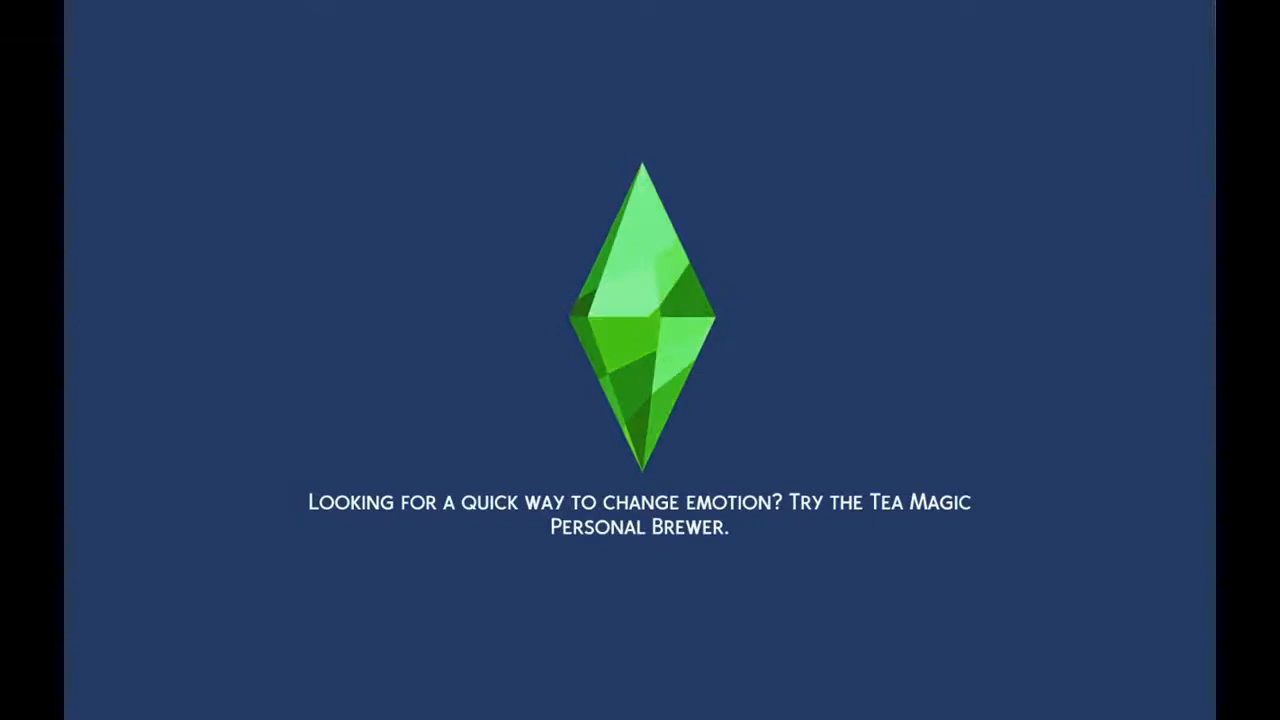 Looking for a quick way to change emotion? Try the Tea Magic
Personal Brewer.